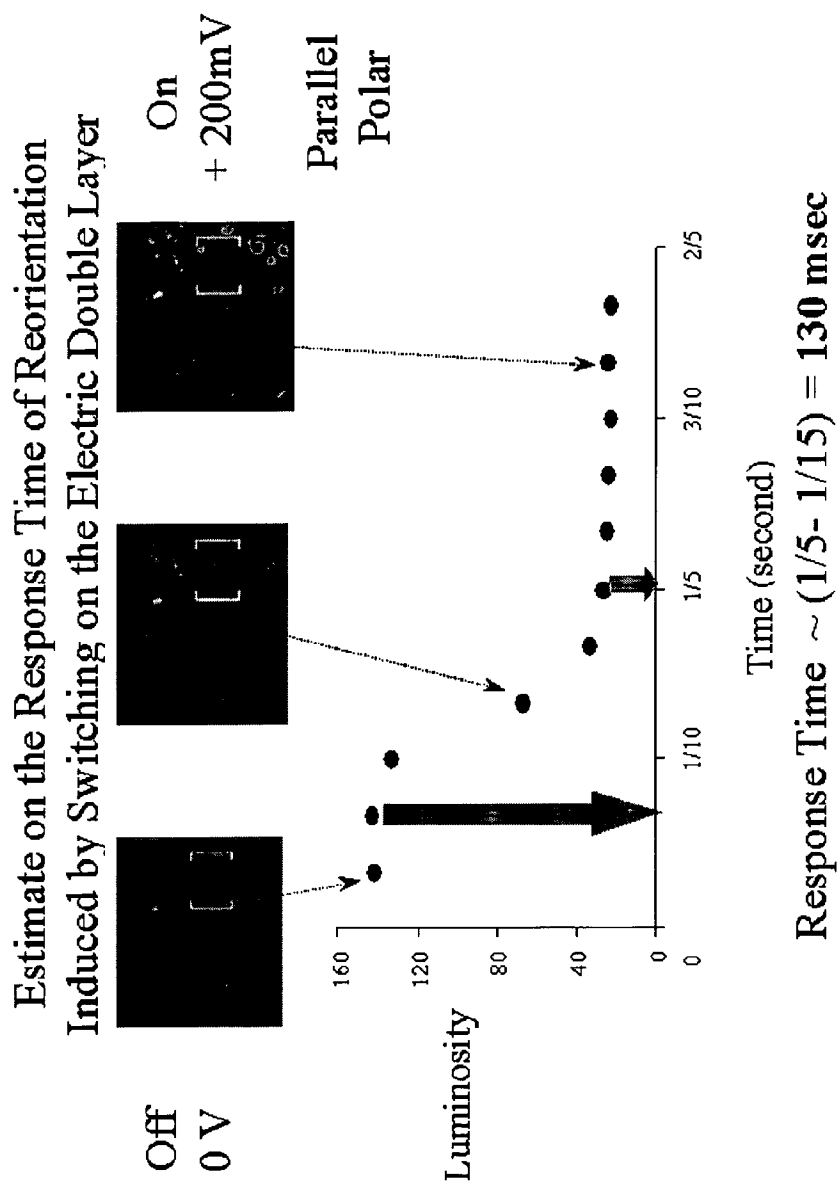 Estimate on the Response Time of Reorientation
Induced by Switching on the Electric Double Layer
Off
0 V
On
+ 200mV
Parallel
Polar
Luminosity
160
120
80
40
0
0
1/10
1/5
3/10
2/5
Time (second)
Response Time ~ (1/5- 1/15) = 130 msec